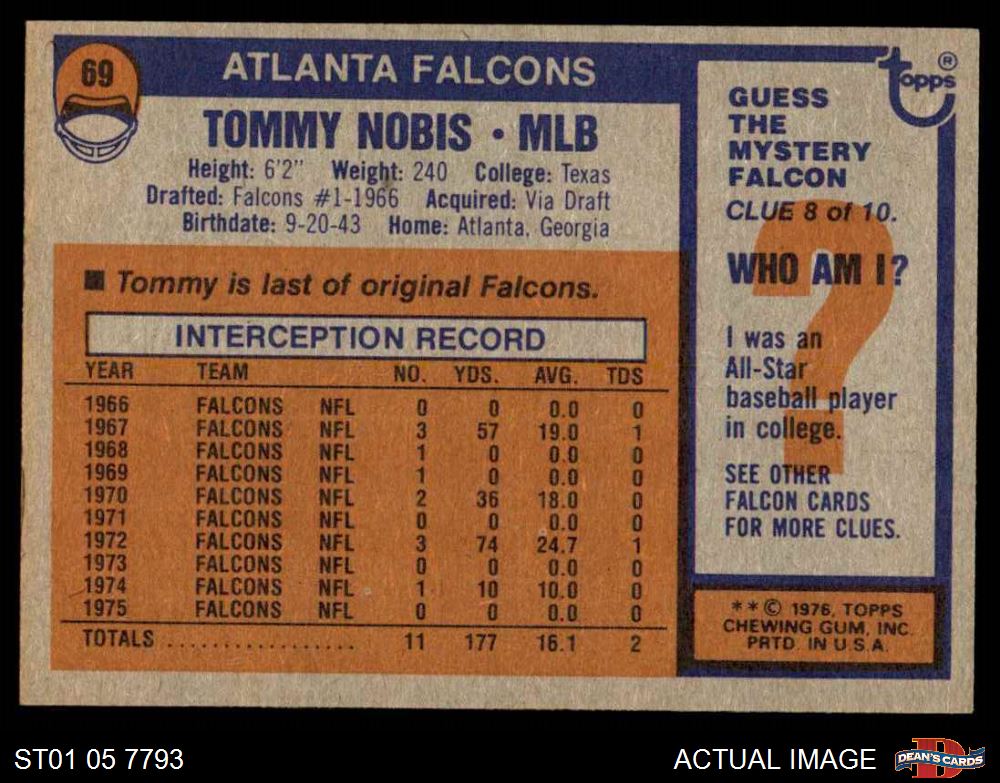 69
ATLANTA FALCONS
TOMMY NOBIS • MLB
Height: 6'2" Weight: 240 College: Texas
Drafted: Falcons #1-1966 Acquired: Via Draft
Birthdate: 9-20-43 Home: Atlanta, Georgia
■ Tommy is last of original Falcons.
INTERCEPTION RECORD
YEAR TEAM NO. YDS. AVG. TDS
1966 FALCONS NFL 0 0 0.0 0
1967 FALCONS NFL 3 57 19.0 1
1968 FALCONS NFL 1 0 0.0 0
1969 FALCONS NFL 1 0 0.0 0
1970 FALCONS NFL 2 36 18.0 0
1971 FALCONS NFL 0 0 0.0 0
1972 FALCONS NFL 3 74 24.7 1
1973 FALCONS NFL 0 0 0.0 0
1974 FALCONS NFL 1 10 10.0 0
1975 FALCONS NFL 0 0 0.0 0
TOTALS ................. 11 177 16.1 2
topps ®
GUESS
THE
MYSTERY
FALCON
CLUE 8 of 10.
WHO AM I?
?
I was an
All-Star
baseball player
in college.
SEE OTHER
FALCON CARDS
FOR MORE CLUES.
**© 1976, TOPPS
CHEWING GUM, INC.
PRTD. IN U.S.A.
ST01 05 7793
ACTUAL IMAGE
D
DEAN'S CARDS